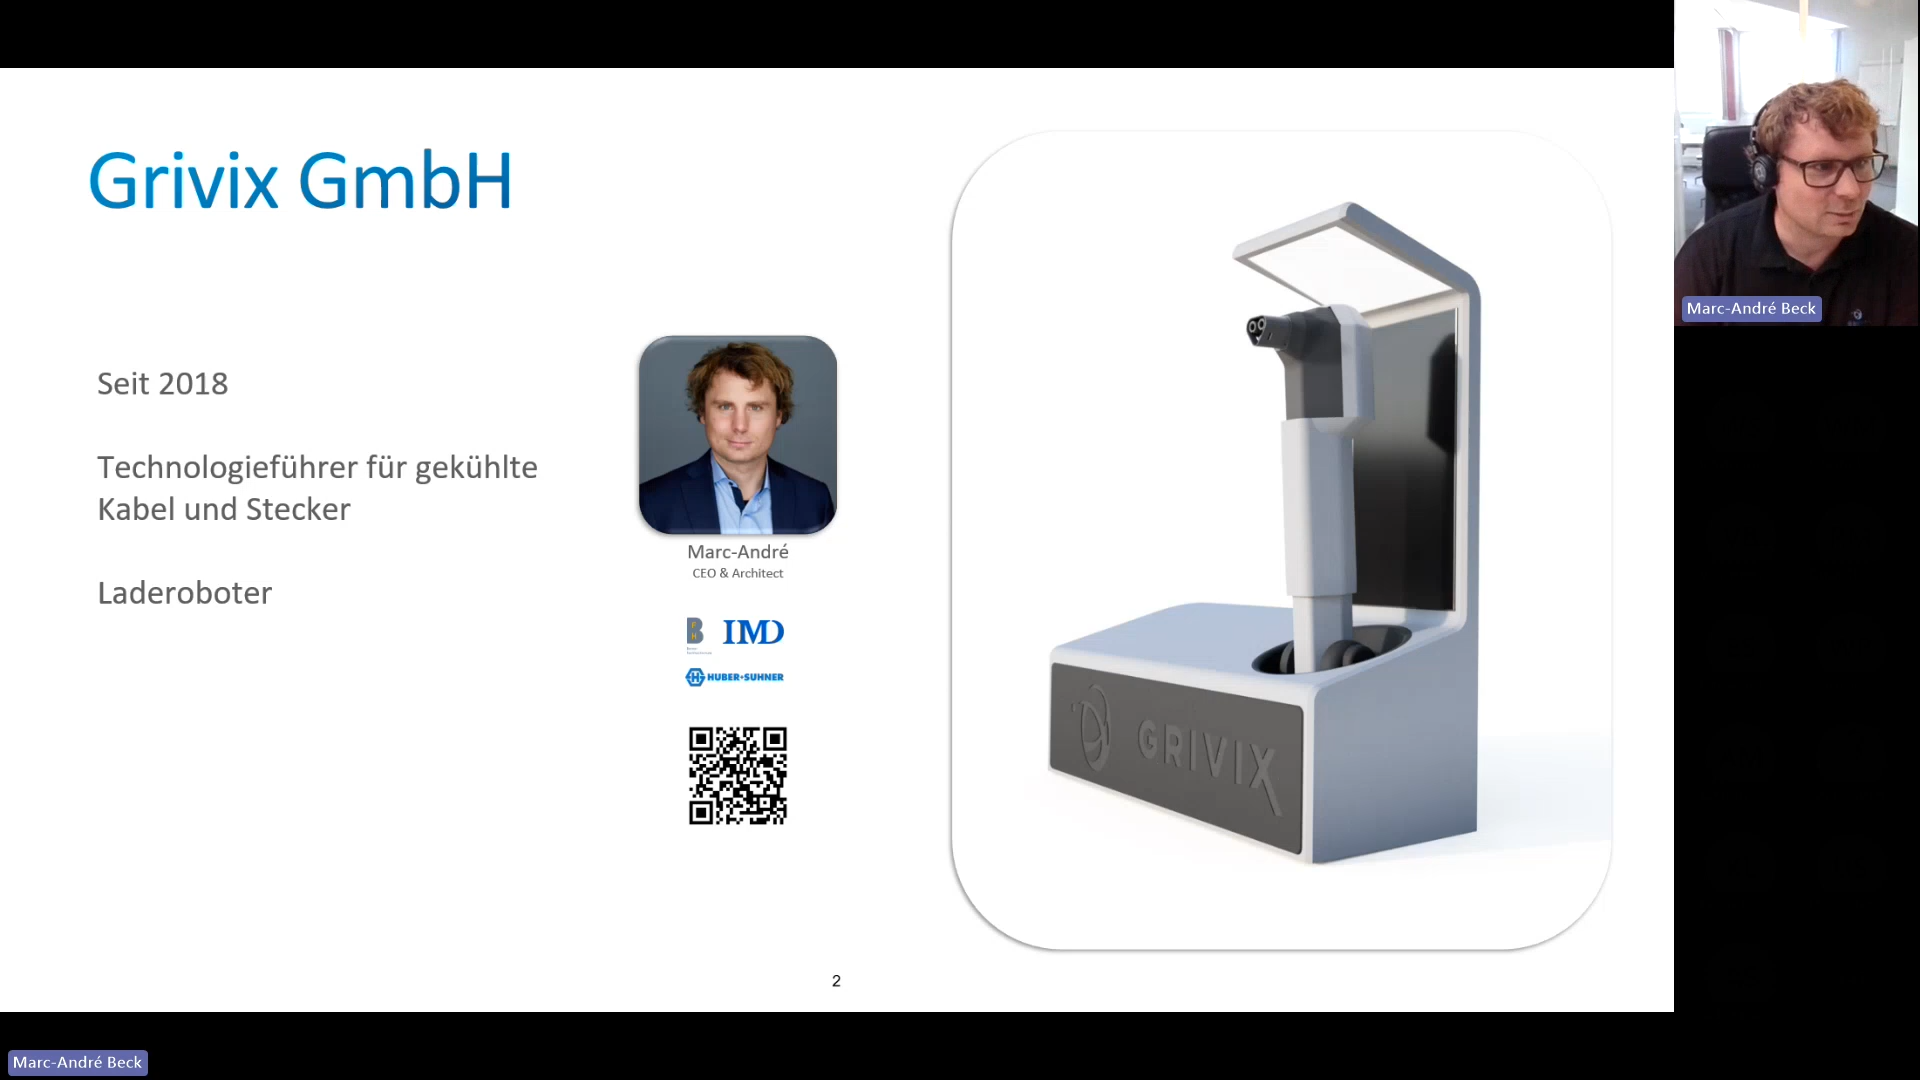 Grivix GmbH
Seit 2018
Technologieführer für gekühlte
Kabel und Stecker
Laderoboter
Marc-André
CEO & Architect
IMD
HUBER+SUHNER
GRIVIX
2
Marc-André Beck
Marc-André Beck